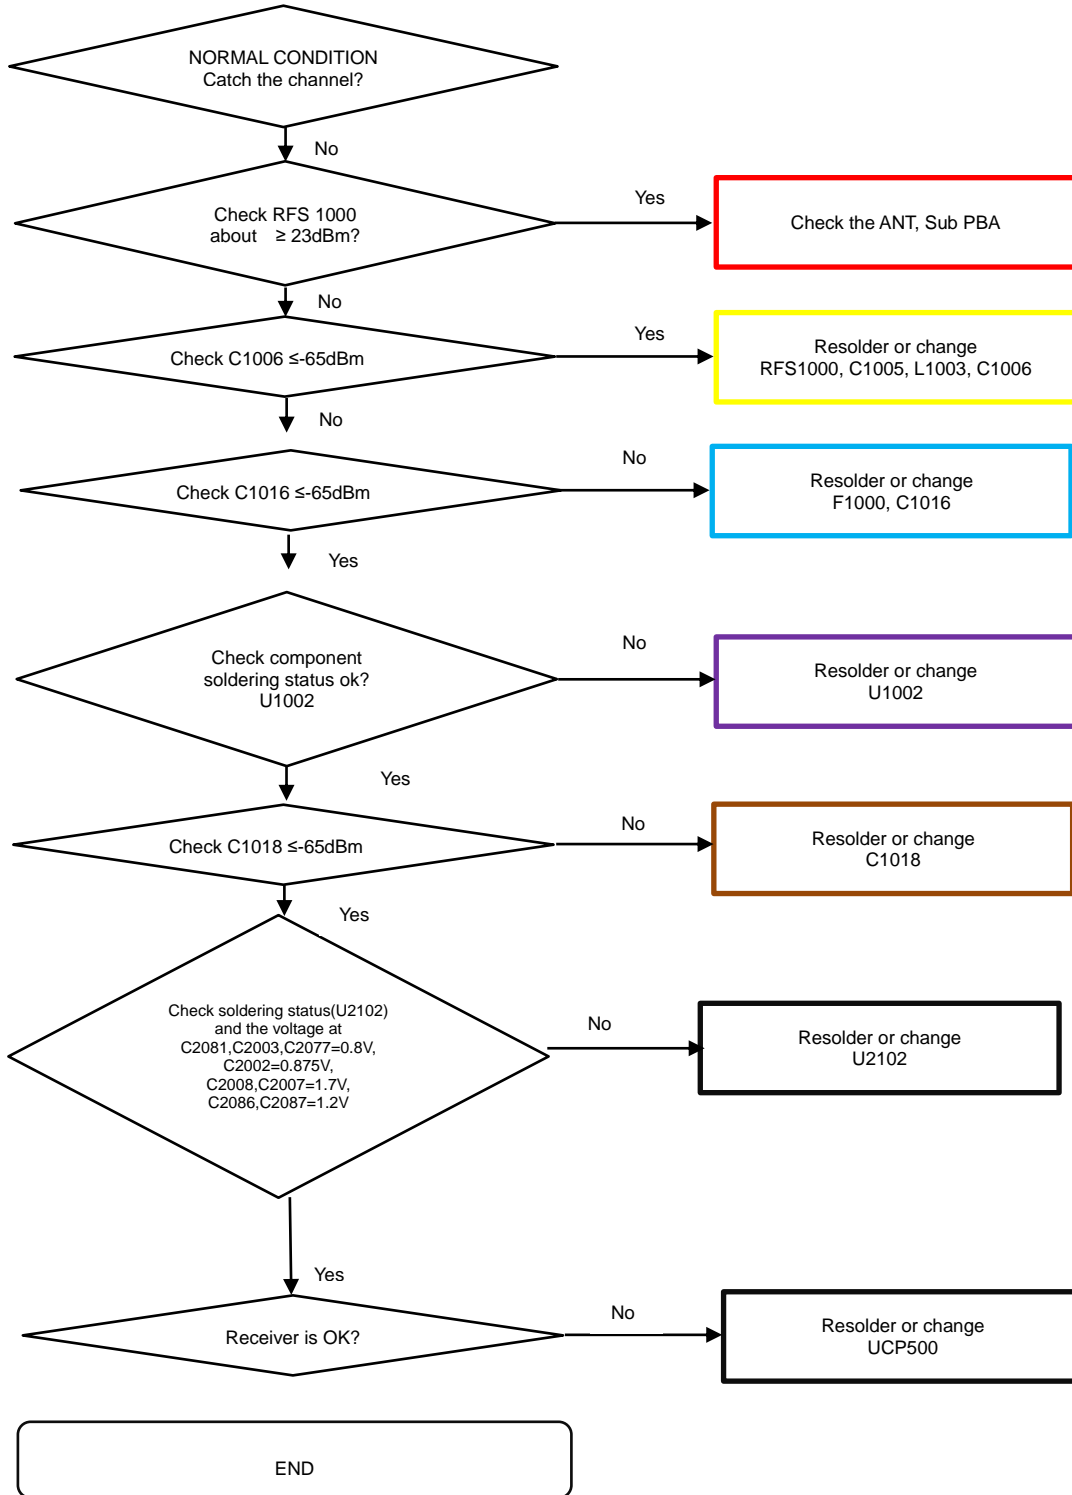 NORMAL CONDITION
Catch the channel?
No
Check RFS 1000
about ≥ 23dBm?
Yes
Check the ANT, Sub PBA
No
Check C1006 ≤-65dBm
Yes
Resolder or change
RFS1000, C1005, L1003, C1006
No
Check C1016 ≤-65dBm
No
Resolder or change
F1000, C1016
Yes
Check component
soldering status ok?
U1002
No
Resolder or change
U1002
Yes
Check C1018 ≤-65dBm
No
Resolder or change
C1018
Yes
Check soldering status(U2102)
and the voltage at
C2081,C2003,C2077=0.8V,
C2002=0.875V,
C2008,C2007=1.7V,
C2086,C2087=1.2V
No
Resolder or change
U2102
Yes
Receiver is OK?
No
Resolder or change
UCP500
END